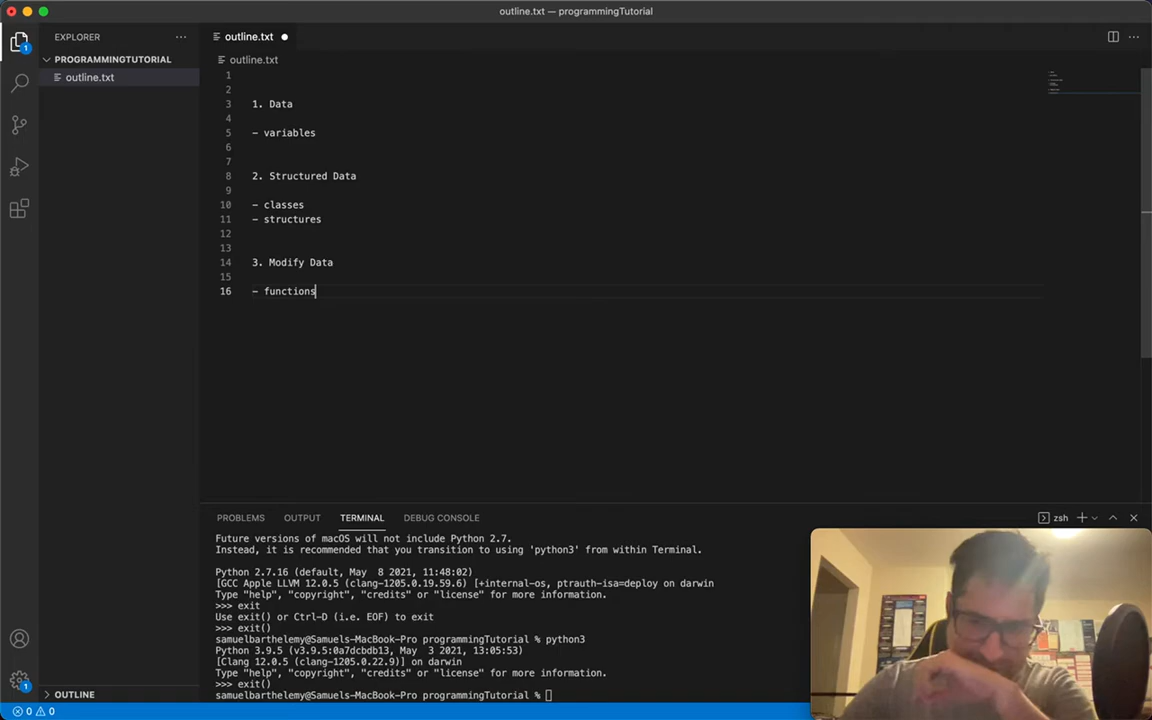 outline.txt — programmingTutorial
EXPLORER
PROGRAMMINGTUTORIAL
outline.txt
outline.txt
outline.txt
1
2
3 1. Data
4
5 - variables
6
7
8 2. Structured Data
9
10 - classes
11 - structures
12
13
14 3. Modify Data
15
16 - functions
PROBLEMS OUTPUT TERMINAL DEBUG CONSOLE
zsh
Future versions of macOS will not include Python 2.7.
Instead, it is recommended that you transition to using 'python3' from within Terminal.
Python 2.7.16 (default, May  8 2021, 11:48:02)
[GCC Apple LLVM 12.0.5 (clang-1205.0.19.59.6) [+internal-os, ptrauth-isa=deploy on darwin
Type "help", "copyright", "credits" or "license" for more information.
>>> exit
Use exit() or Ctrl-D (i.e. EOF) to exit
>>> exit()
samuelbarthelemy@Samuels-MacBook-Pro programmingTutorial % python3
Python 3.9.5 (v3.9.5:0a7dcbdb13, May  3 2021, 13:05:53)
[Clang 12.0.5 (clang-1205.0.22.9)] on darwin
Type "help", "copyright", "credits" or "license" for more information.
>>> exit()
samuelbarthelemy@Samuels-MacBook-Pro programmingTutorial %
OUTLINE
0 0
1
1